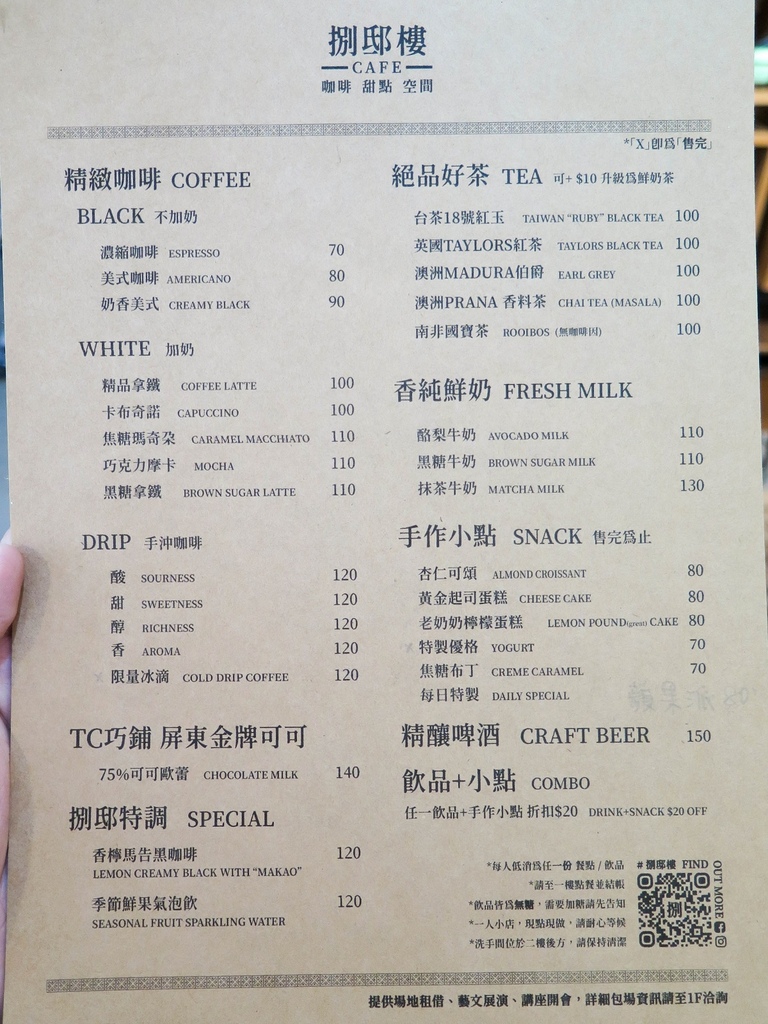 捌邸樓
CAFE
咖啡 甜點 空間
*「X」即爲「售完」
精緻咖啡 COFFEE
BLACK 不加奶
濃縮咖啡 ESPRESSO 70
美式咖啡 AMERICANO 80
奶香美式 CREAMY BLACK 90
WHITE 加奶
精品拿鐵 COFFEE LATTE 100
卡布奇諾 CAPUCCINO 100
焦糖瑪奇朶 CARAMEL MACCHIATO 110
巧克力摩卡 MOCHA 110
黑糖拿鐵 BROWN SUGAR LATTE 110
DRIP 手沖咖啡
酸 SOURNESS 120
甜 SWEETNESS 120
醇 RICHNESS 120
香 AROMA 120
x 限量冰滴 COLD DRIP COFFEE 120
TC巧鋪 屏東金牌可可
75%可可歐蕾 CHOCOLATE MILK 140
捌邸特調 SPECIAL
香檸馬告黑咖啡 120
LEMON CREAMY BLACK WITH “MAKAO”
季節鮮果氣泡飲 120
SEASONAL FRUIT SPARKLING WATER
絕品好茶 TEA 可+ $10 升級爲鮮奶茶
台茶18號紅玉 TAIWAN “RUBY” BLACK TEA 100
英國TAYLORS紅茶 TAYLORS BLACK TEA 100
澳洲MADURA伯爵 EARL GREY 100
澳洲PRANA 香料茶 CHAI TEA (MASALA) 100
南非國寶茶 ROOIBOS (無咖啡因) 100
香純鮮奶 FRESH MILK
酪梨牛奶 AVOCADO MILK 110
黑糖牛奶 BROWN SUGAR MILK 110
抹茶牛奶 MATCHA MILK 130
手作小點 SNACK 售完爲止
杏仁可頌 ALMOND CROISSANT 80
黃金起司蛋糕 CHEESE CAKE 80
老奶奶檸檬蛋糕 LEMON POUND(grest) CAKE 80
x 特製優格 YOGURT 70
焦糖布丁 CREME CARAMEL 70
每日特製 DAILY SPECIAL 蘋果派 80
精釀啤酒 CRAFT BEER 150
飲品+小點 COMBO
任一飲品+手作小點 折扣$20 DRINK+SNACK $20 OFF
*每人低消爲任一份 餐點 / 飲品
*請至一樓點餐並結帳
*飲品皆爲無糖，需要加糖請先告知
*一人小店，現點現做，請耐心等候
*洗手間位於二樓後方，請保持清潔
# 捌邸樓 FIND
OUT MORE
捌
提供場地租借、藝文展演、講座開會，詳細包場資訊請至1F洽詢